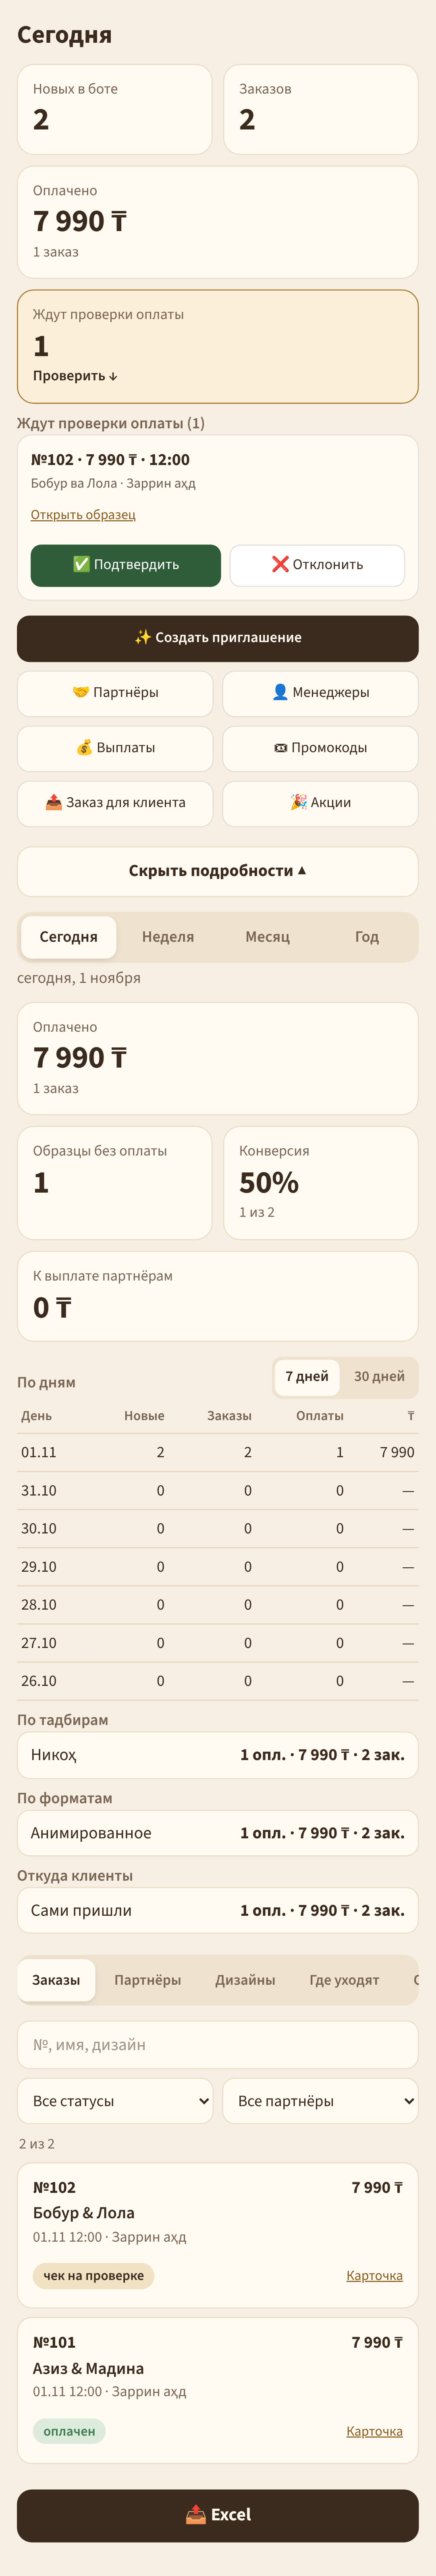 Сегодня
Новых в боте
2
Заказов
2
Оплачено
7 990 ₸
1 заказ
Ждут проверки оплаты
1
Проверить ↓
Ждут проверки оплаты (1)
№102 · 7 990 ₸ · 12:00
Бобур ва Лола · Заррин аҳд
Открыть образец
✅ Подтвердить
❌ Отклонить
✨ Создать приглашение
🤝 Партнёры
👤 Менеджеры
💰 Выплаты
🎟 Промокоды
📤 Заказ для клиента
🎉 Акции
Скрыть подробности ▴
Сегодня Неделя Месяц Год
сегодня, 1 ноября
Оплачено
7 990 ₸
1 заказ
Образцы без оплаты
1
Конверсия
50%
1 из 2
К выплате партнёрам
0 ₸
По дням
7 дней 30 дней
День Новые Заказы Оплаты ₸
01.11 2 2 1 7 990
31.10 0 0 0 —
30.10 0 0 0 —
29.10 0 0 0 —
28.10 0 0 0 —
27.10 0 0 0 —
26.10 0 0 0 —
По тадбирам
Никоҳ 1 опл. · 7 990 ₸ · 2 зак.
По форматам
Анимированное 1 опл. · 7 990 ₸ · 2 зак.
Откуда клиенты
Сами пришли 1 опл. · 7 990 ₸ · 2 зак.
Заказы Партнёры Дизайны Где уходят
№, имя, дизайн
Все статусы
Все партнёры
2 из 2
№102 7 990 ₸
Бобур & Лола
01.11 12:00 · Заррин аҳд
чек на проверке Карточка
№101 7 990 ₸
Азиз & Мадина
01.11 12:00 · Заррин аҳд
оплачен Карточка
📤 Excel